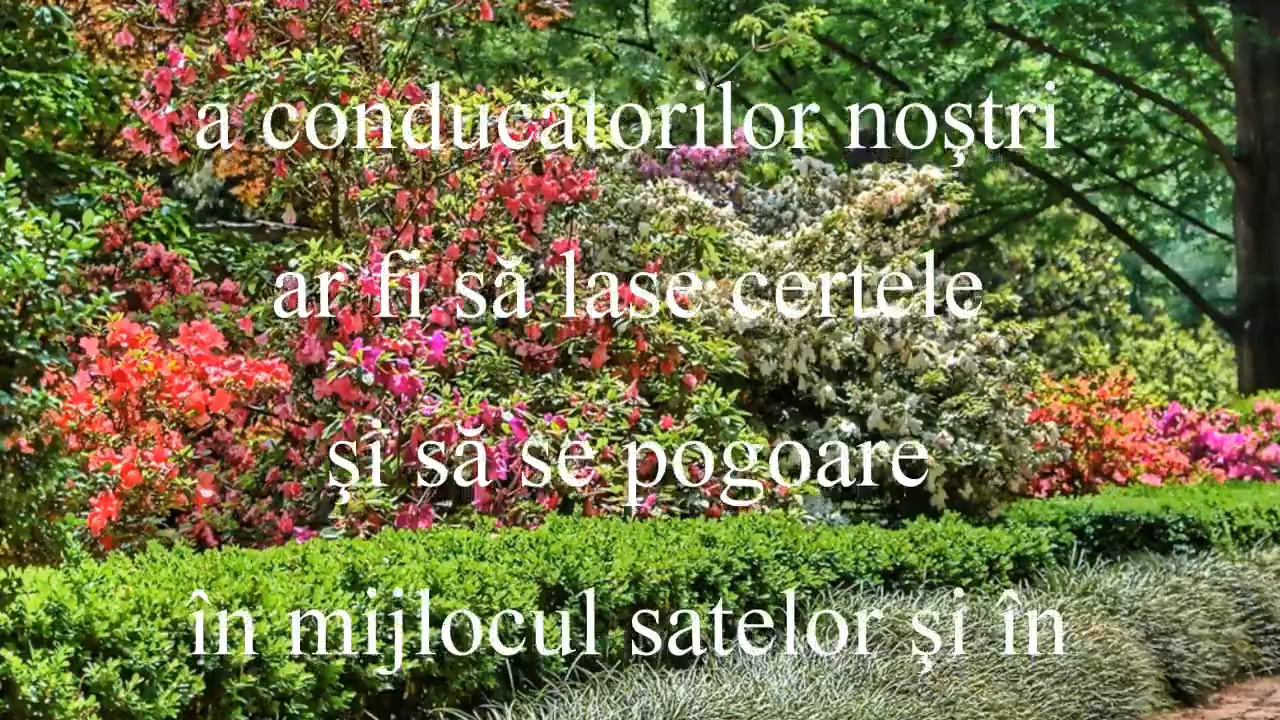 a conducătorilor noştri
ar fi să lase certele
şi să se pogoare
în mijlocul satelor şi în